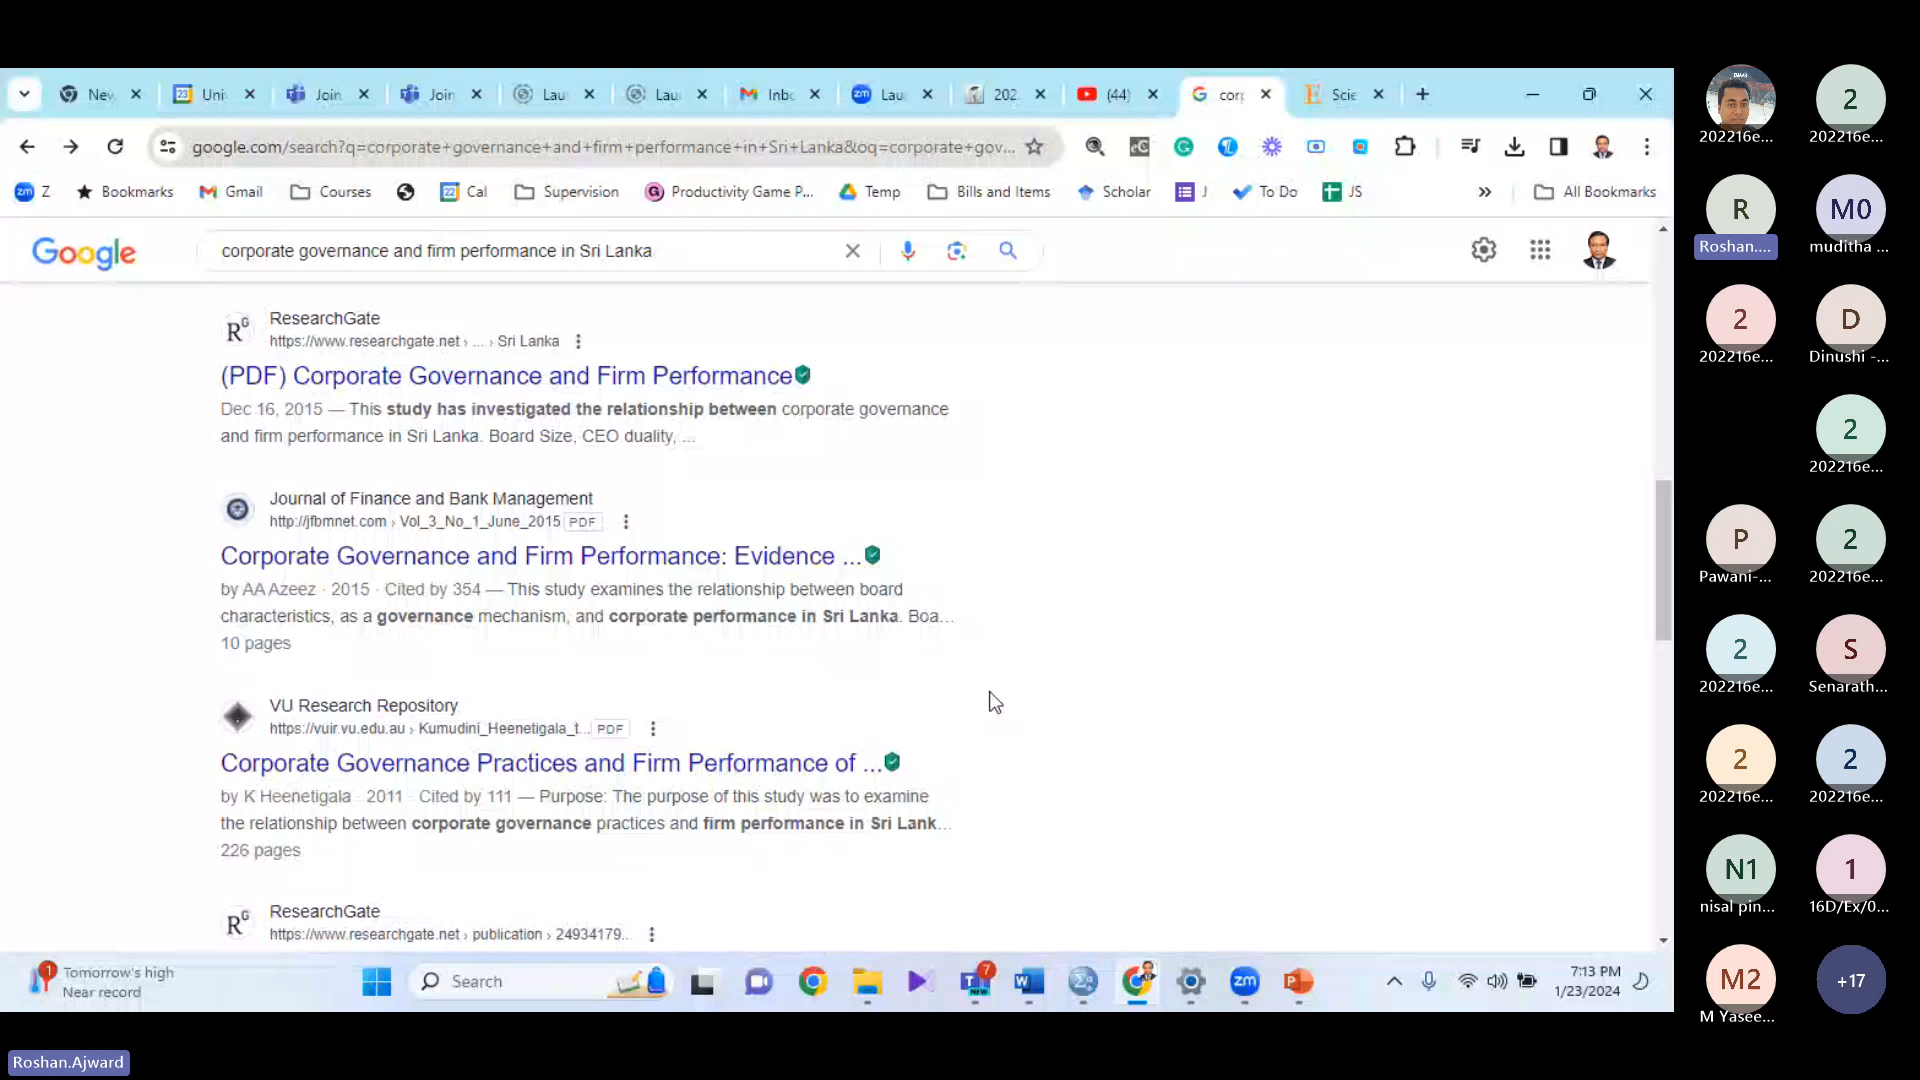 New
Uni
Join
Join
Lau
Lau
Inbc
Lau
202
(44)
corp
Scie
google.com/search?q=corporate+governance+and+firm+performance+in+Sri+Lanka&oq=corporate+gov...
Z
Bookmarks
Gmail
Courses
Cal
Supervision
Productivity Game P...
Temp
Bills and Items
Scholar
J
To Do
JS
All Bookmarks
Google
corporate governance and firm performance in Sri Lanka
ResearchGate
https://www.researchgate.net › ... › Sri Lanka
(PDF) Corporate Governance and Firm Performance
Dec 16, 2015 — This study has investigated the relationship between corporate governance
and firm performance in Sri Lanka. Board Size, CEO duality, ...
Journal of Finance and Bank Management
http://jfbmnet.com › Vol_3_No_1_June_2015 PDF
Corporate Governance and Firm Performance: Evidence ...
by AA Azeez · 2015 · Cited by 354 — This study examines the relationship between board
characteristics, as a governance mechanism, and corporate performance in Sri Lanka. Boa...
10 pages
VU Research Repository
https://vuir.vu.edu.au › Kumudini_Heenetigala_t... PDF
Corporate Governance Practices and Firm Performance of ...
by K Heenetigala · 2011 · Cited by 111 — Purpose: The purpose of this study was to examine
the relationship between corporate governance practices and firm performance in Sri Lank...
226 pages
ResearchGate
https://www.researchgate.net › publication › 24934179...
1
Tomorrow's high
Near record
Search
7
7:13 PM
1/23/2024
Roshan.Ajward
202216e...
2
202216e...
R
Roshan....
M0
muditha ...
2
202216e...
D
Dinushi -...
2
202216e...
P
Pawani-...
2
202216e...
2
202216e...
S
Senarath...
2
202216e...
2
202216e...
N1
nisal pin...
1
16D/Ex/0...
M2
M Yasee...
+17